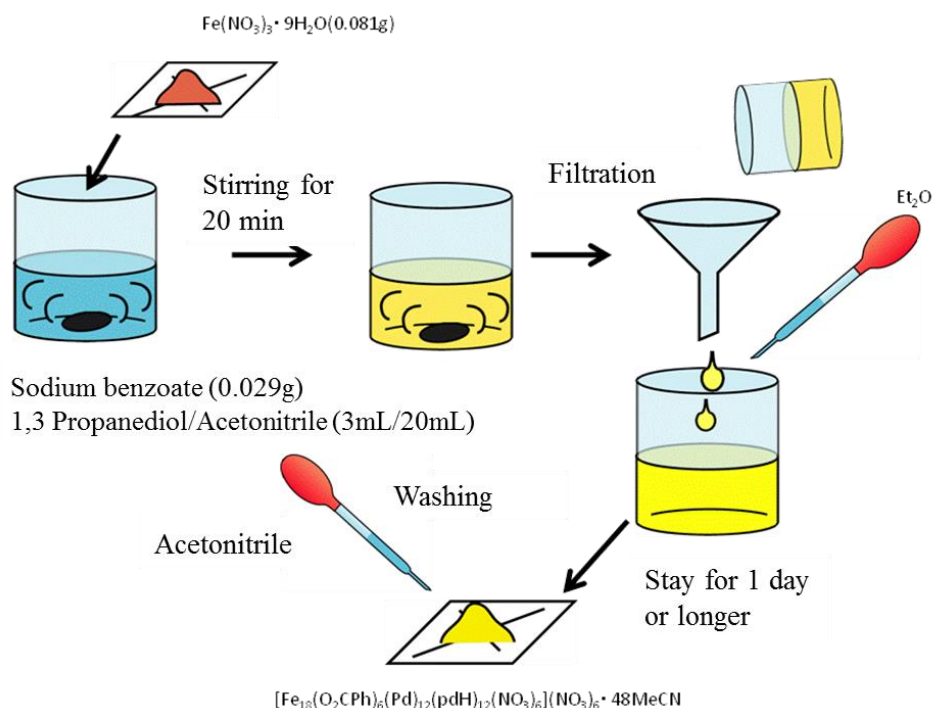 Fe(NO₃)₃・9H₂O(0.081g)
Stirring for
20 min
Filtration
Et₂O
Sodium benzoate (0.029g)
1,3 Propanediol/Acetonitrile (3mL/20mL)
Washing
Acetonitrile
Stay for 1 day
or longer
[Fe₁₈(O₂CPh)₆(Pd)₁₂(pdH)₁₂(NO₃)₆](NO₃)₆・48MeCN